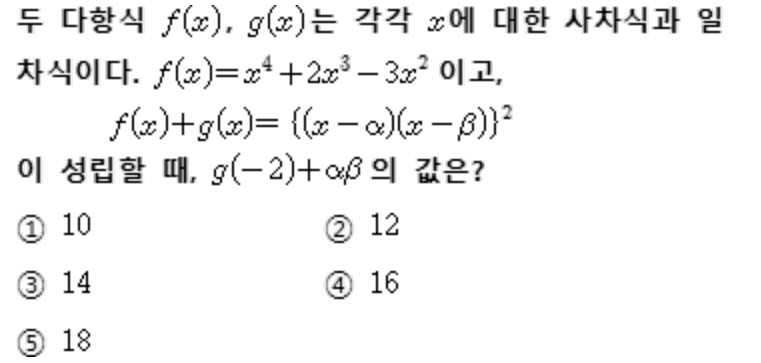 두 다항식 f(x), g(x)는 각각 x에 대한 사차식과 일
차식이다. f(x)=x⁴+2x³-3x² 이고,
f(x)+g(x)= {(x-α)(x-β))}²
이 성립할 때, g(-2)+αβ의 값은?
① 10 ② 12
③ 14 ④ 16
⑤ 18